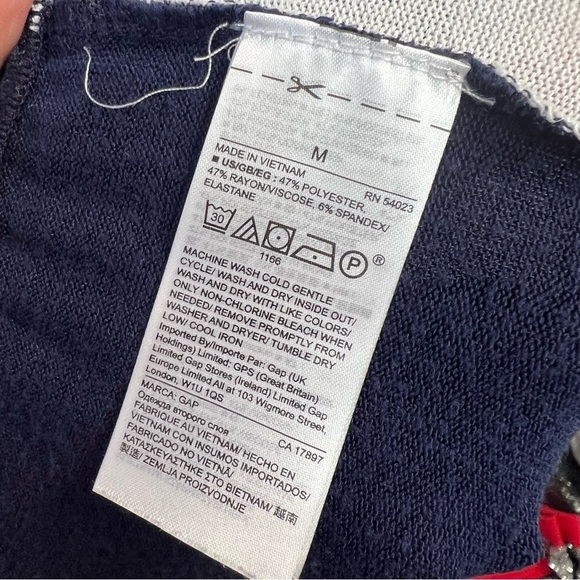 M
MADE IN VIETNAM RN 54023
■ US/GB/EG : 47% POLYESTER,
47% RAYON/VISCOSE, 6% SPANDEX/
ELASTANE
30 P ®
1166
MACHINE WASH COLD GENTLE
CYCLE/ WASH AND DRY INSIDE OUT/
WASH AND DRY WITH LIKE COLORS/
ONLY NON-CHLORINE BLEACH WHEN
NEEDED/ REMOVE PROMPTLY FROM
WASHER AND DRYER/ TUMBLE DRY
LOW/ COOL IRON
Imported By/Importe Par: Gap (UK
Holdings) Limited: GPS (Great Britain)
Limited Gap Stores (Ireland) Limited Gap
Europe Limited All at 103 Wigmore Street,
London, W1U 1QS
MARCA: GAP CA 17897
Одежда второго слоя
FABRIQUE AU VIETNAM/ HECHO EN
VIETNAM CON INSUMOS IMPORTADOS/
FABRICADO NO VIETNÃ/
ΚΑΤΑΣΚΕΥΑΣΤΗΚΕ ΣΤΟ ΒΙΕΤΝΑΜ/ 越南
製/ ZEMLJA PROIZVODNJE